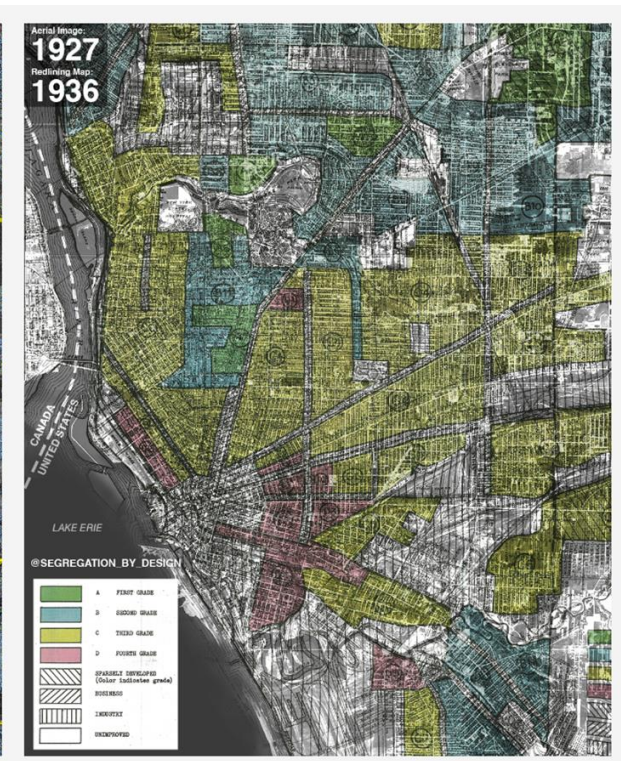 Aerial Image:
1927
Redlining Map:
1936
CANADA
UNITED STATES
LAKE ERIE
@SEGREGATION_BY_DESIGN
A FIRST GRADE
B SECOND GRADE
C THIRD GRADE
D FOURTH GRADE
SPARSELY DEVELOPED
(Color indicates grade)
BUSINESS
INDUSTRY
UNIMPROVED